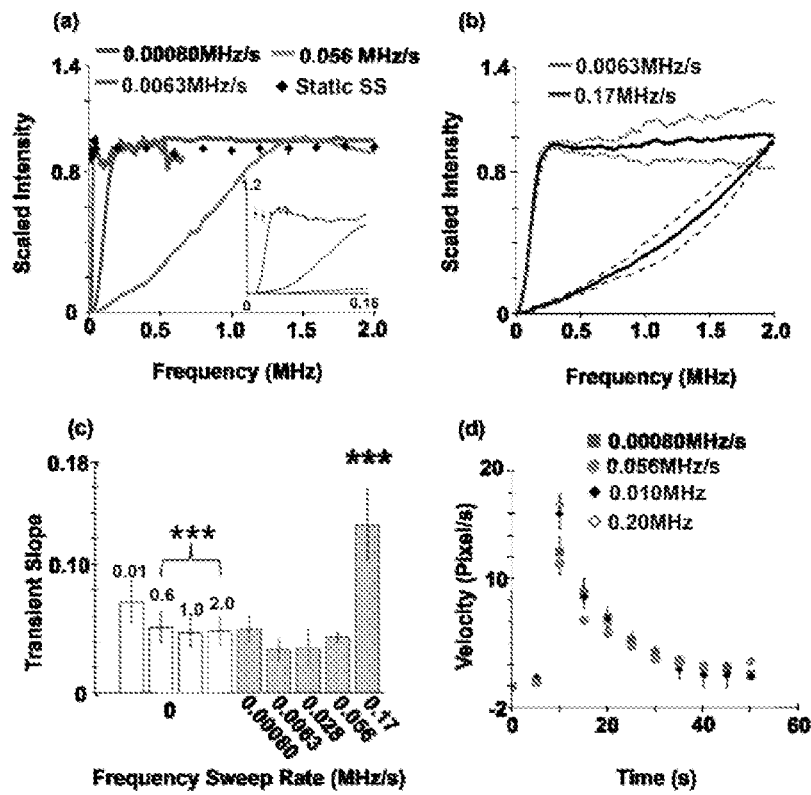 (a)
0.00080MHz/s
0.056 MHz/s
0.0063MHz/s
Static SS
1.4
0.8
0
Scaled Intensity
1.2
0
0.16
0
0.5
1.0
1.5
2.0
Frequency (MHz)
(b)
0.0063MHz/s
0.17MHz/s
1.4
0.8
0
Scaled Intensity
0
0.5
1.0
1.5
2.0
Frequency (MHz)
(c)
0.18
0.10
0
Transient Slope
0.01
0.6
1.0
2.0
***
***
0
0.00080
0.0063
0.028
0.056
0.17
Frequency Sweep Rate (MHz/s)
(d)
0.00080MHz/s
0.056MHz/s
0.010MHz
0.20MHz
20
10
-2
Velocity (Pixel/s)
0
20
40
60
Time (s)